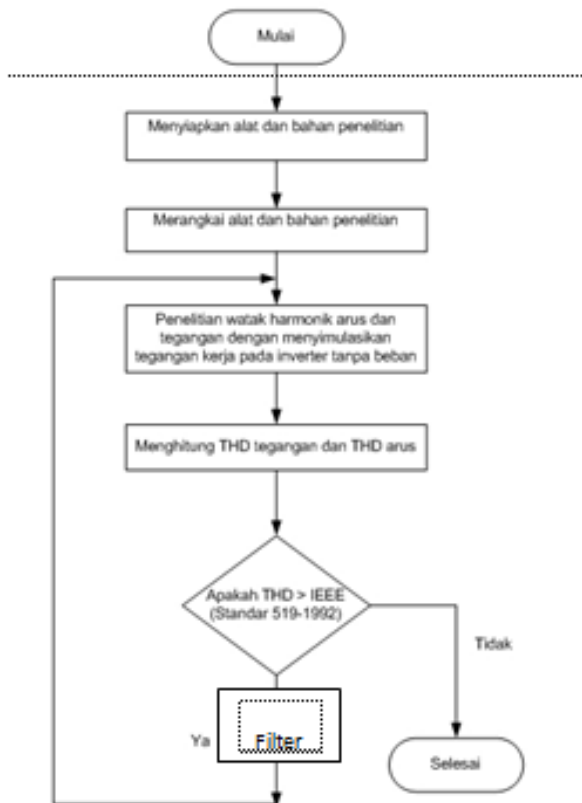 Mulai
Menyiapkan alat dan bahan penelitian
Merangkai alat dan bahan penelitian
Penelitian watak harmonik arus dan
tegangan dengan menyimulasikan
tegangan kerja pada inverter tanpa beban
Menghitung THD tegangan dan THD arus
Apakah THD > IEEE
(Standar 519-1992)
Tidak
Ya
Filter
Selesai